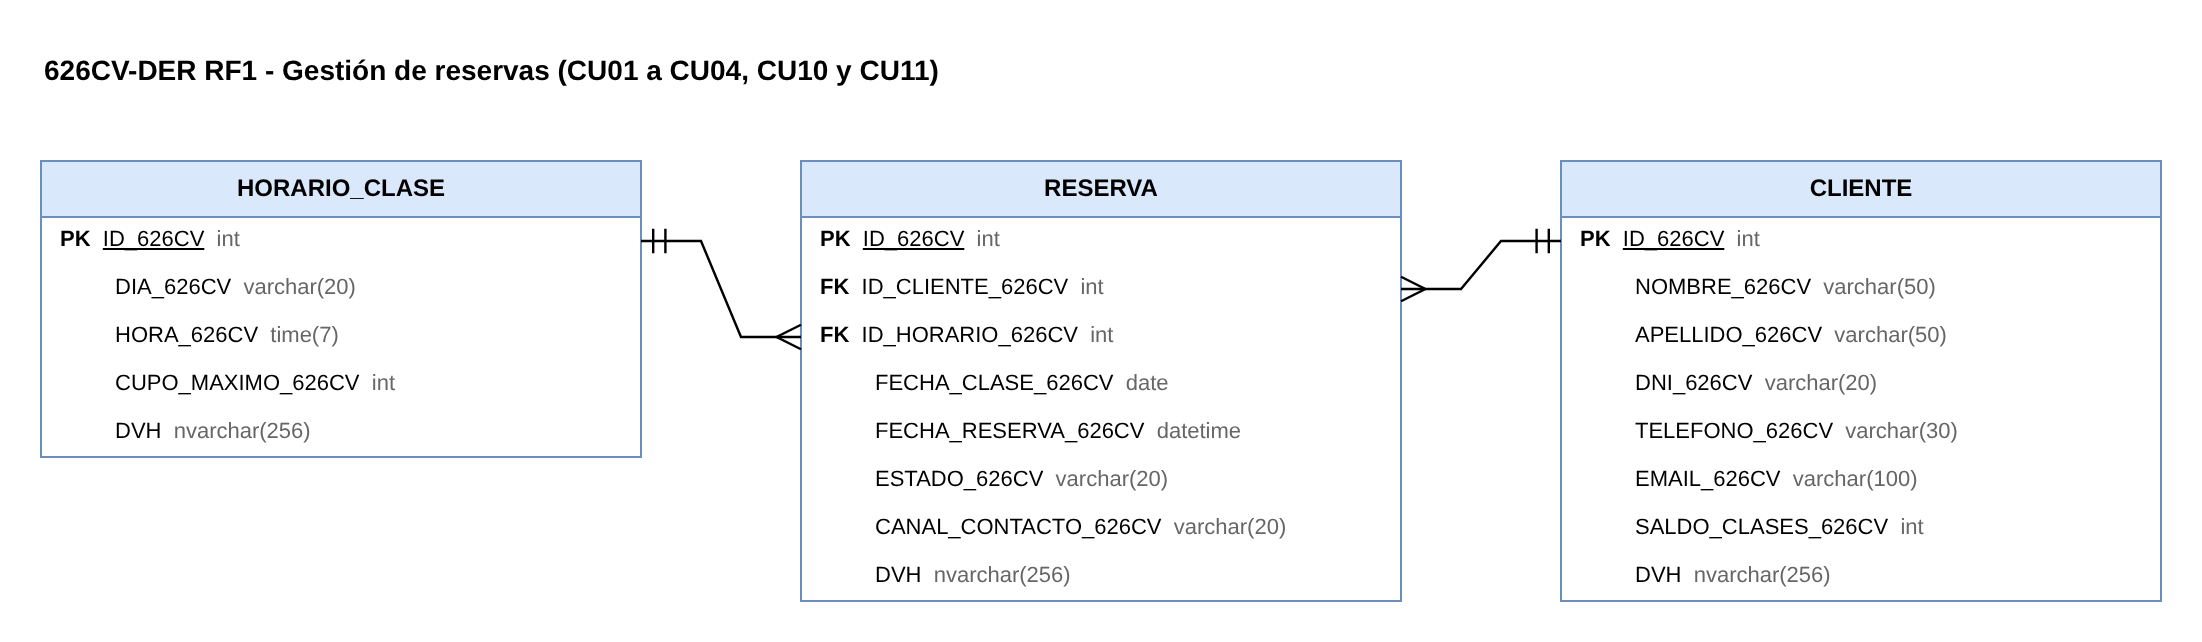 626CV-DER RF1 - Gestión de reservas (CU01 a CU04, CU10 y CU11)
HORARIO_CLASE
PK ID_626CV int
DIA_626CV varchar(20)
HORA_626CV time(7)
CUPO_MAXIMO_626CV int
DVH nvarchar(256)
RESERVA
PK ID_626CV int
FK ID_CLIENTE_626CV int
FK ID_HORARIO_626CV int
FECHA_CLASE_626CV date
FECHA_RESERVA_626CV datetime
ESTADO_626CV varchar(20)
CANAL_CONTACTO_626CV varchar(20)
DVH nvarchar(256)
CLIENTE
PK ID_626CV int
NOMBRE_626CV varchar(50)
APELLIDO_626CV varchar(50)
DNI_626CV varchar(20)
TELEFONO_626CV varchar(30)
EMAIL_626CV varchar(100)
SALDO_CLASES_626CV int
DVH nvarchar(256)